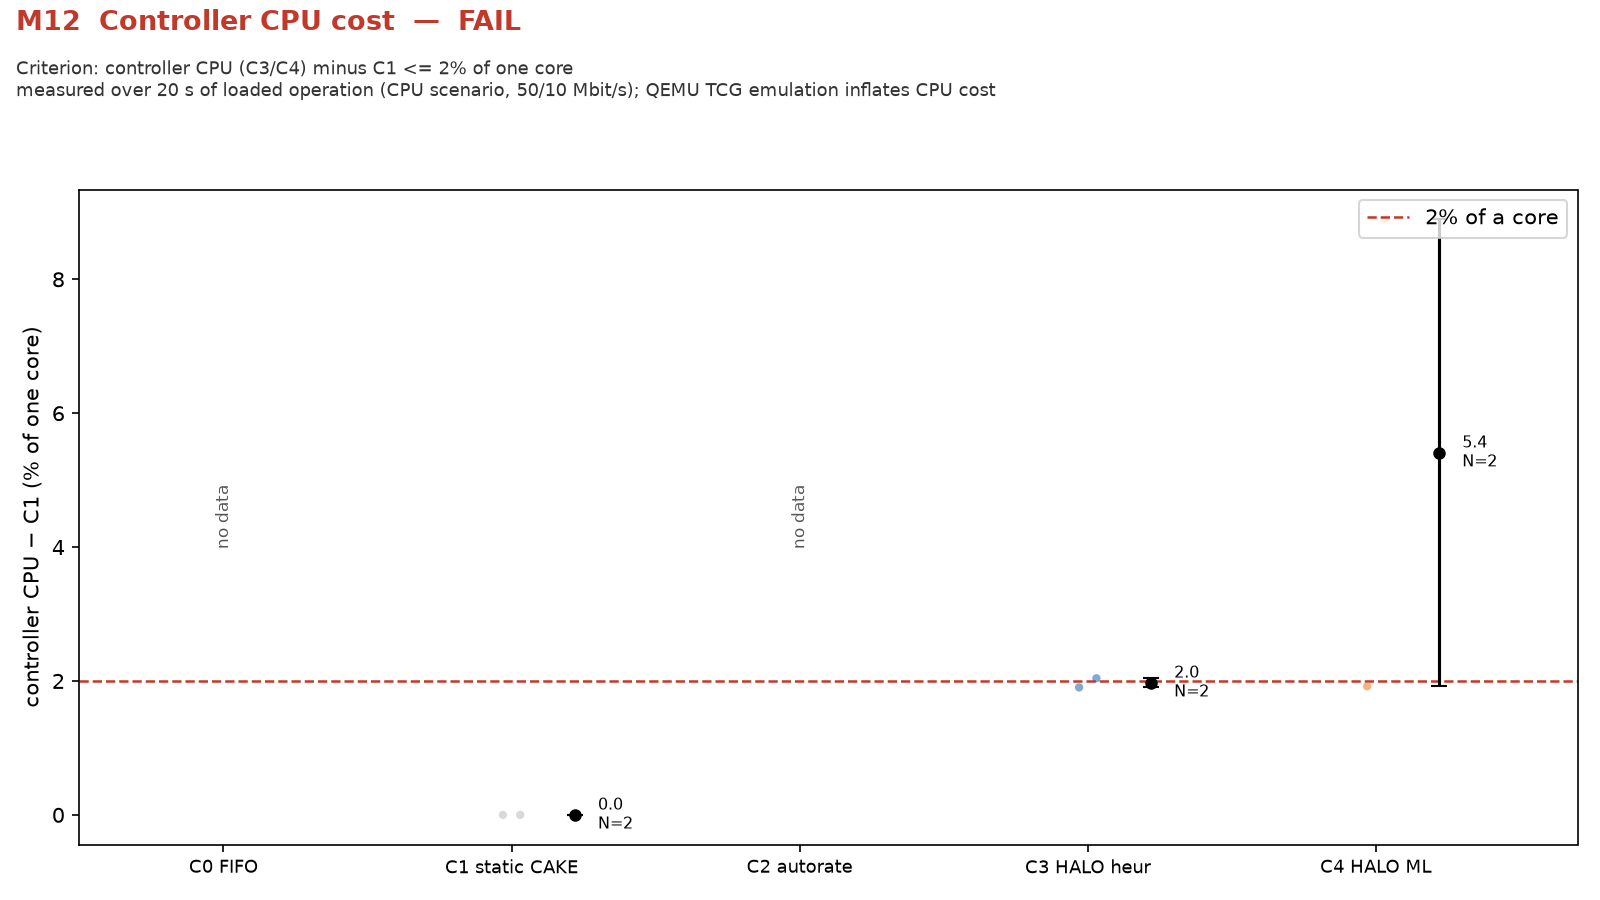 M12  Controller CPU cost  —  FAIL
Criterion: controller CPU (C3/C4) minus C1 <= 2% of one core
measured over 20 s of loaded operation (CPU scenario, 50/10 Mbit/s); QEMU TCG emulation inflates CPU cost
2% of a core
controller CPU − C1 (% of one core)
8
6
4
2
0
no data
no data
0.0
N=2
2.0
N=2
5.4
N=2
C0 FIFO
C1 static CAKE
C2 autorate
C3 HALO heur
C4 HALO ML